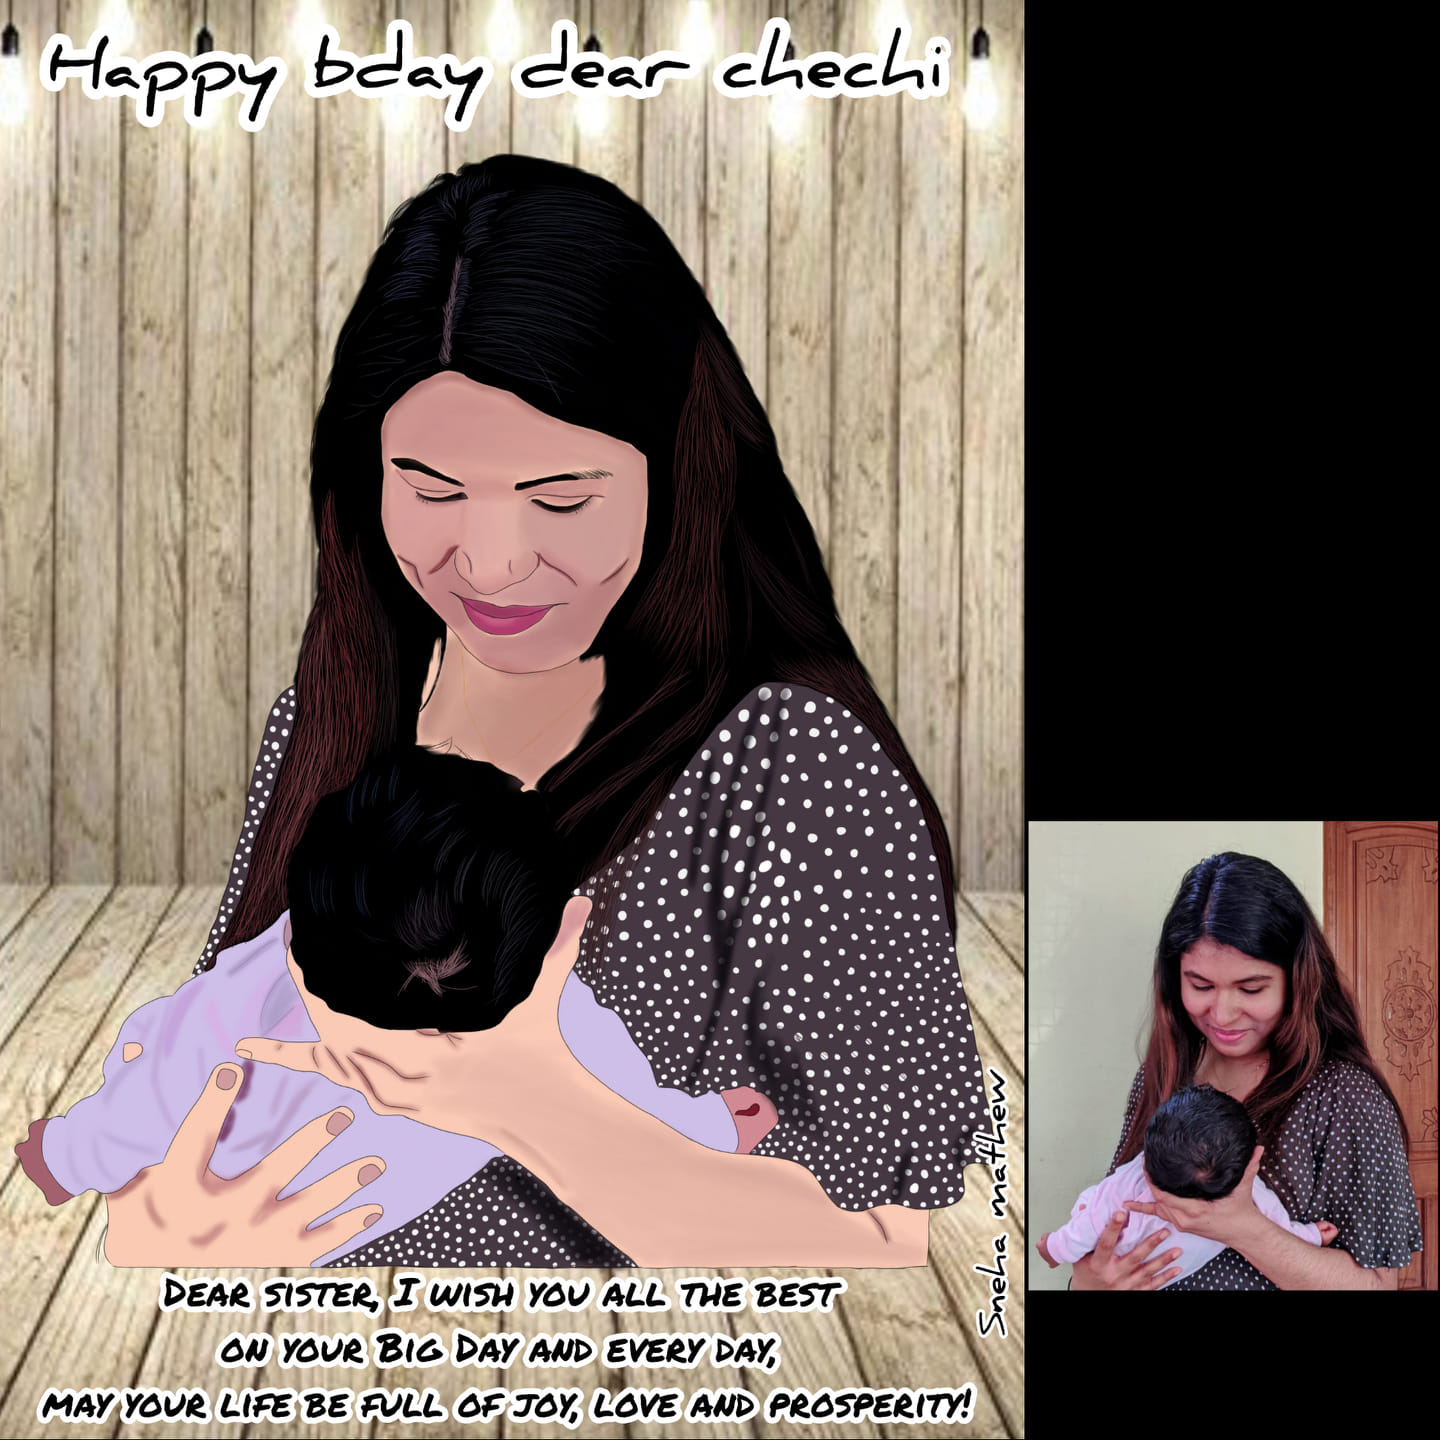 Happy bday dear chechi
Sneha mathew
Dear sister, I wish you all the best
on your Big Day and every day,
may your life be full of joy, love and prosperity!